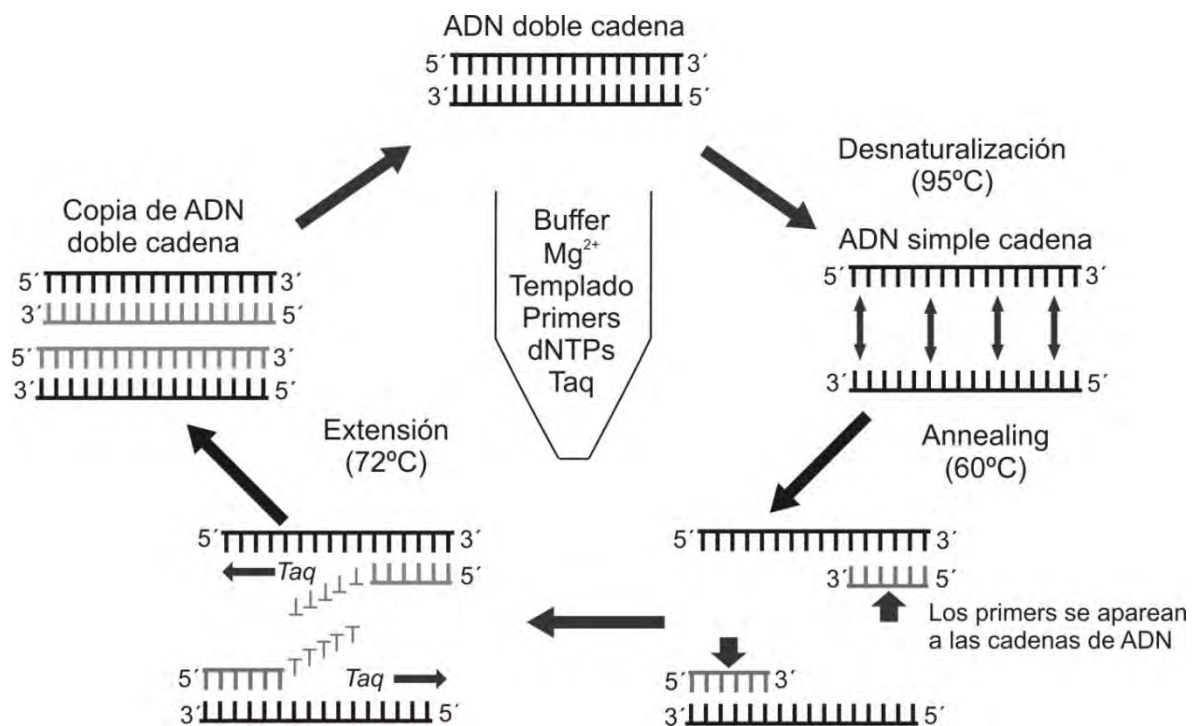 ADN doble cadena
5´ 3´
3´ 5´
Desnaturalización
(95ºC)
ADN simple cadena
5´ 3´
3´ 5´
Annealing
(60ºC)
5´ 3´
3´ 5´
Los primers se aparean
a las cadenas de ADN
5´ 3´
3´ 5´
Extensión
(72ºC)
5´ 3´
Taq 5´
5´ Taq
3´ 5´
Copia de ADN
doble cadena
5´ 3´
3´ 5´
5´ 3´
3´ 5´
Buffer
Mg²⁺
Templado
Primers
dNTPs
Taq